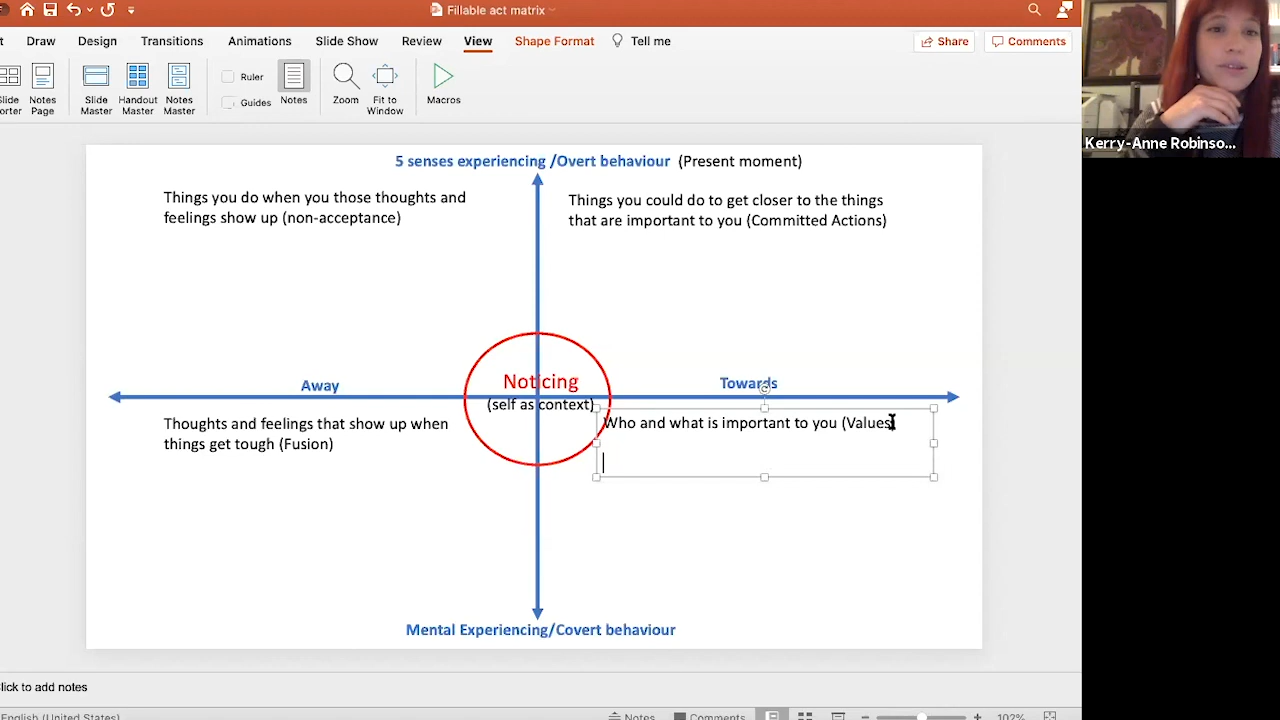 Fillable act matrix
Draw Design Transitions Animations Slide Show Review View Shape Format Tell me Share Comments
Ruler
Guides
Notes Page
Slide Master
Handout Master
Notes Master
Notes
Zoom
Fit to Window
Macros
Kerry-Anne Robinso...
5 senses experiencing /Overt behaviour (Present moment)
Things you do when you those thoughts and
feelings show up (non-acceptance)
Things you could do to get closer to the things
that are important to you (Committed Actions)
Away
Noticing
(self as context)
Towards
Thoughts and feelings that show up when
things get tough (Fusion)
Who and what is important to you (Values)
Mental Experiencing/Covert behaviour
Click to add notes
English (United States)
Notes Comments 102%